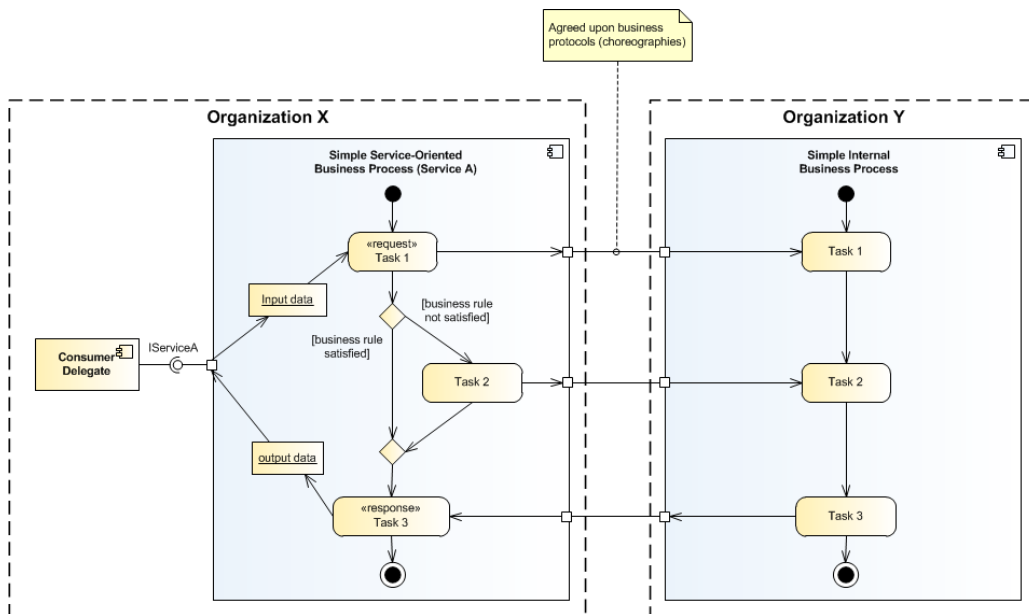 Agreed upon business
protocols (choreographies)
Organization X
Organization Y
Simple Service-Oriented
Business Process (Service A)
Simple Internal
Business Process
«request»
Task 1
Task 1
Input data
[business rule
not satisfied]
[business rule
satisfied]
IServiceA
Consumer
Delegate
Task 2
Task 2
output data
«response»
Task 3
Task 3